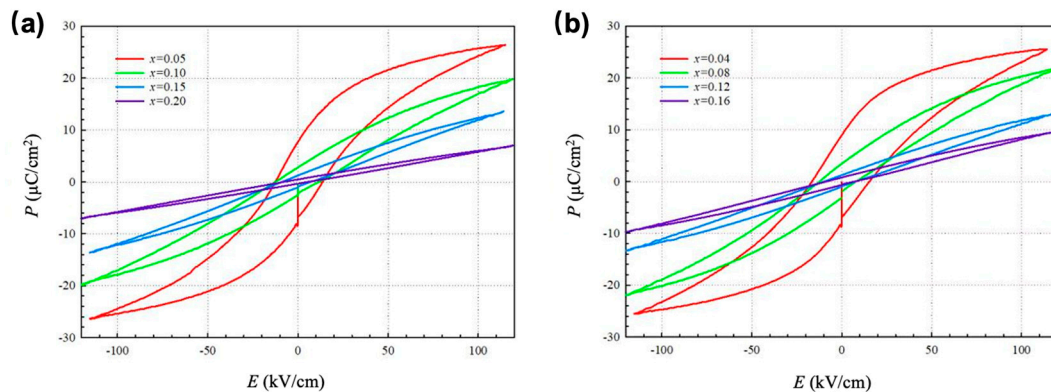 (a)
30
20
10
0
-10
-20
-30
P (μC/cm²)
x=0.05
x=0.10
x=0.15
x=0.20
-100 -50 0 50 100
E (kV/cm)
(b)
30
20
10
0
-10
-20
-30
P (μC/cm²)
x=0.04
x=0.08
x=0.12
x=0.16
-100 -50 0 50 100
E (kV/cm)